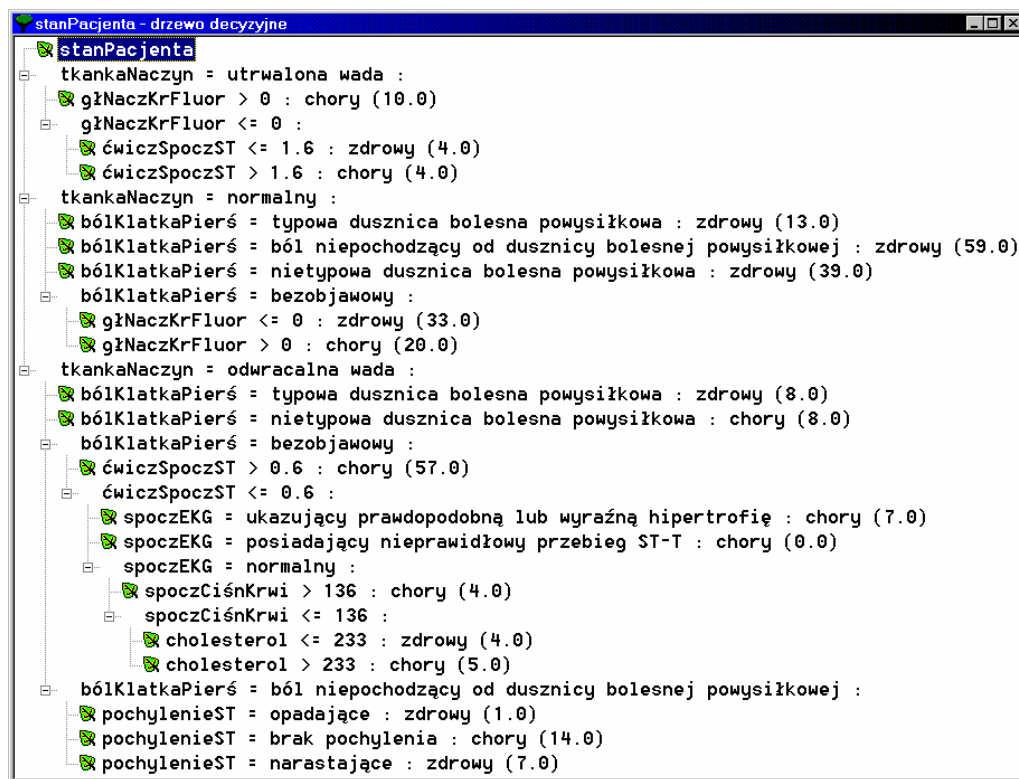 stanPacjenta - drzewo decyzyjne
stanPacjenta
tkankaNaczyn = utrwalona wada :
głNaczKrFluor > 0 : chory (10.0)
głNaczKrFluor <= 0 :
ćwiczSpoczST <= 1.6 : zdrowy (4.0)
ćwiczSpoczST > 1.6 : chory (4.0)
tkankaNaczyn = normalny :
bólKlatkaPierś = typowa dusznica bolesna powysiłkowa : zdrowy (13.0)
bólKlatkaPierś = ból niepochodzący od dusznicy bolesnej powysiłkowej : zdrowy (59.0)
bólKlatkaPierś = nietypowa dusznica bolesna powysiłkowa : zdrowy (39.0)
bólKlatkaPierś = bezobjawowy :
głNaczKrFluor <= 0 : zdrowy (33.0)
głNaczKrFluor > 0 : chory (20.0)
tkankaNaczyn = odwracalna wada :
bólKlatkaPierś = typowa dusznica bolesna powysiłkowa : zdrowy (8.0)
bólKlatkaPierś = nietypowa dusznica bolesna powysiłkowa : chory (8.0)
bólKlatkaPierś = bezobjawowy :
ćwiczSpoczST > 0.6 : chory (57.0)
ćwiczSpoczST <= 0.6 :
spoczEKG = ukazujący prawdopodobną lub wyraźną hipertrofię : chory (7.0)
spoczEKG = posiadający nieprawidłowy przebieg ST-T : chory (0.0)
spoczEKG = normalny :
spoczCiśnKrwi > 136 : chory (4.0)
spoczCiśnKrwi <= 136 :
cholesterol <= 233 : zdrowy (4.0)
cholesterol > 233 : chory (5.0)
bólKlatkaPierś = ból niepochodzący od dusznicy bolesnej powysiłkowej :
pochylenieST = opadające : zdrowy (1.0)
pochylenieST = brak pochylenia : chory (14.0)
pochylenieST = narastające : zdrowy (7.0)